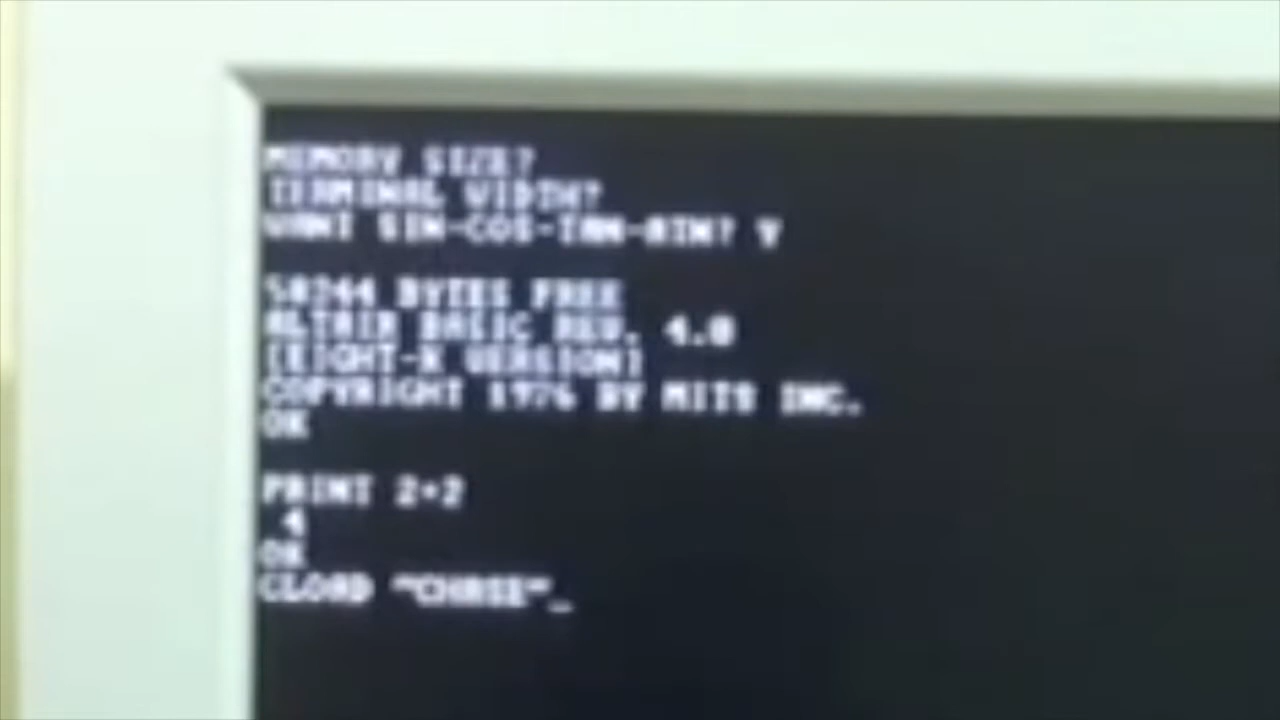 MEMORY SIZE?
TERMINAL WIDTH?
WANT SIN-COS-TAN-ATN? Y
BYTES FREE
ALTAIR BASIC REV. 4.0
[EIGHT-K VERSION]
COPYRIGHT 1976 BY MITS INC.
OK
PRINT 2+2
4
OK
CLOAD "CHASE"_